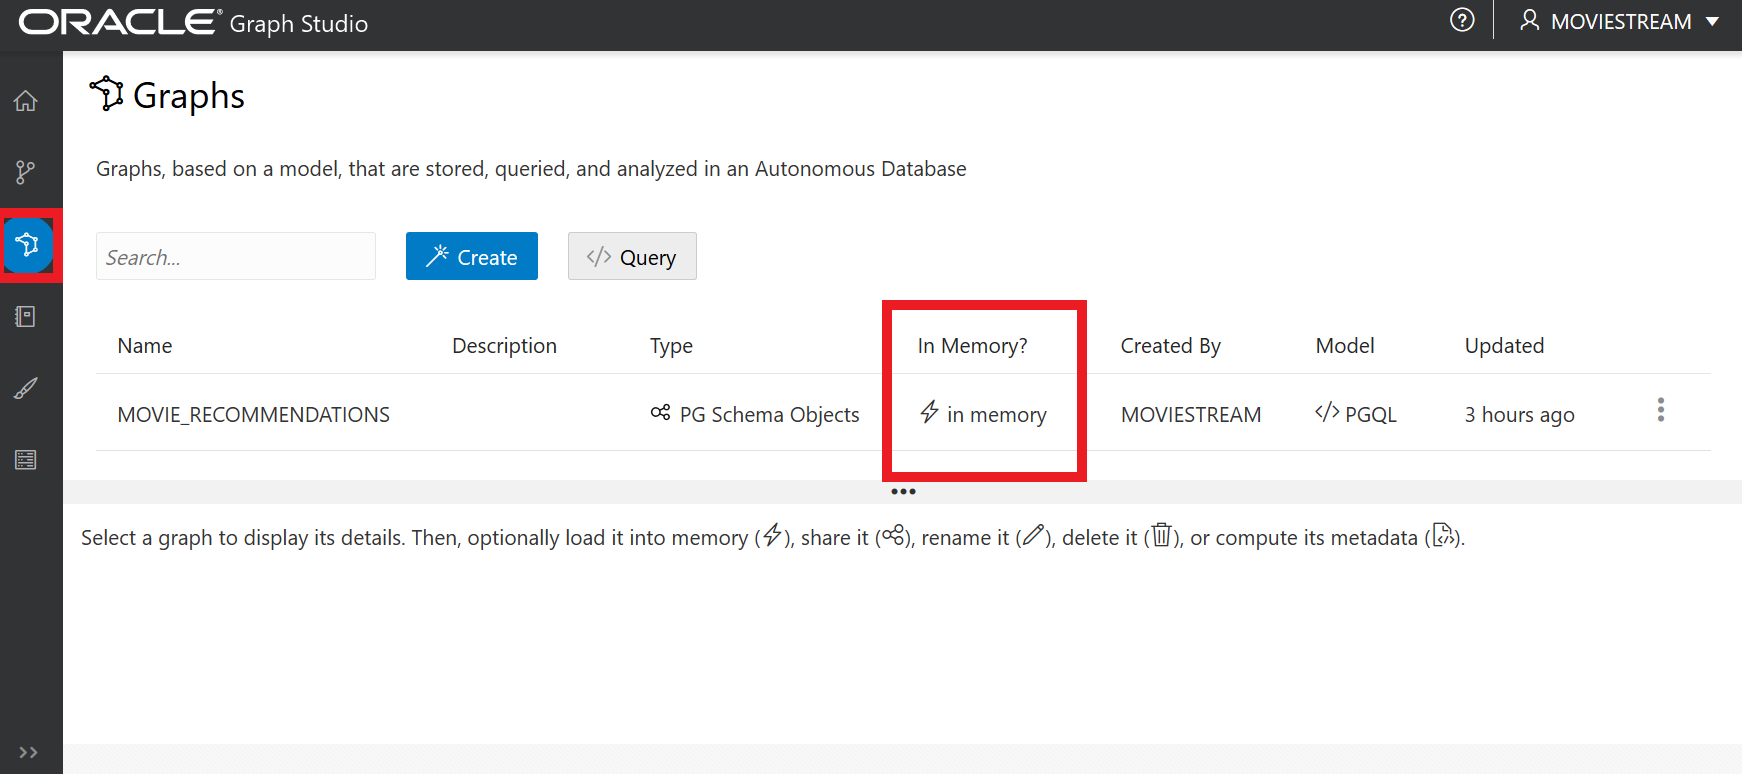 ORACLE® Graph Studio
MOVIESTREAM
Graphs
Graphs, based on a model, that are stored, queried, and analyzed in an Autonomous Database
Search...
Create
</> Query
Name Description Type In Memory? Created By Model Updated
MOVIE_RECOMMENDATIONS PG Schema Objects in memory MOVIESTREAM </> PGQL 3 hours ago
Select a graph to display its details. Then, optionally load it into memory (), share it (), rename it (), delete it (), or compute its metadata ().